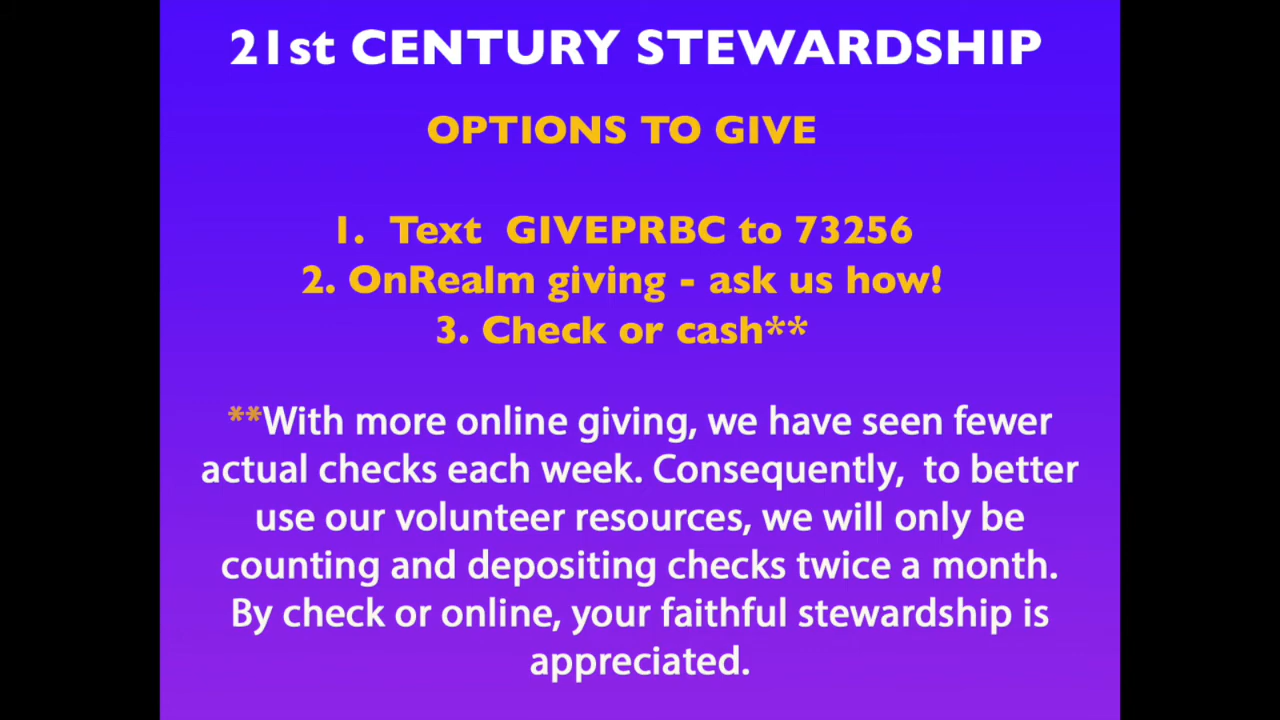 21st CENTURY STEWARDSHIP
OPTIONS TO GIVE
1.  Text  GIVEPRBC to 73256
2. OnRealm giving - ask us how!
3. Check or cash**
**With more online giving, we have seen fewer
actual checks each week. Consequently,  to better
use our volunteer resources, we will only be
counting and depositing checks twice a month.
By check or online, your faithful stewardship is
appreciated.